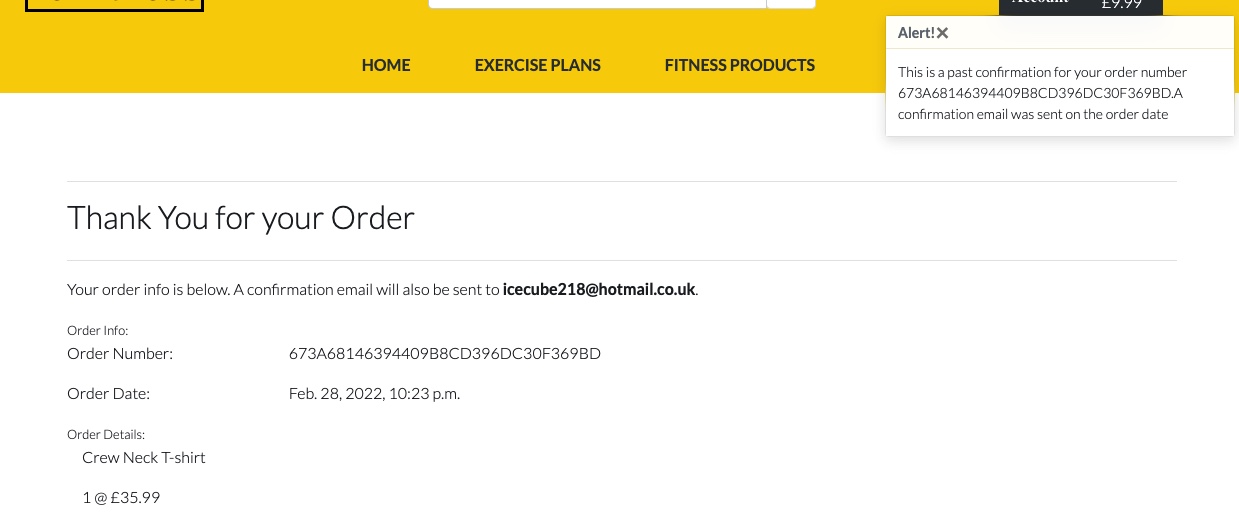 Account
£9.99
Alert!×
HOME
EXERCISE PLANS
FITNESS PRODUCTS
This is a past confirmation for your order number
673A68146394409B8CD396DC30F369BD.A
confirmation email was sent on the order date
Thank You for your Order
Your order info is below. A confirmation email will also be sent to icecube218@hotmail.co.uk.
Order Info:
Order Number:
673A68146394409B8CD396DC30F369BD
Order Date:
Feb. 28, 2022, 10:23 p.m.
Order Details:
Crew Neck T-shirt
1 @ £35.99